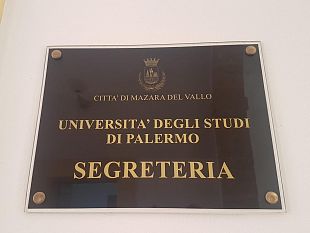 CITTA' DI MAZARA DEL VALLO
UNIVERSITA' DEGLI STUDI
DI PALERMO
SEGRETERIA